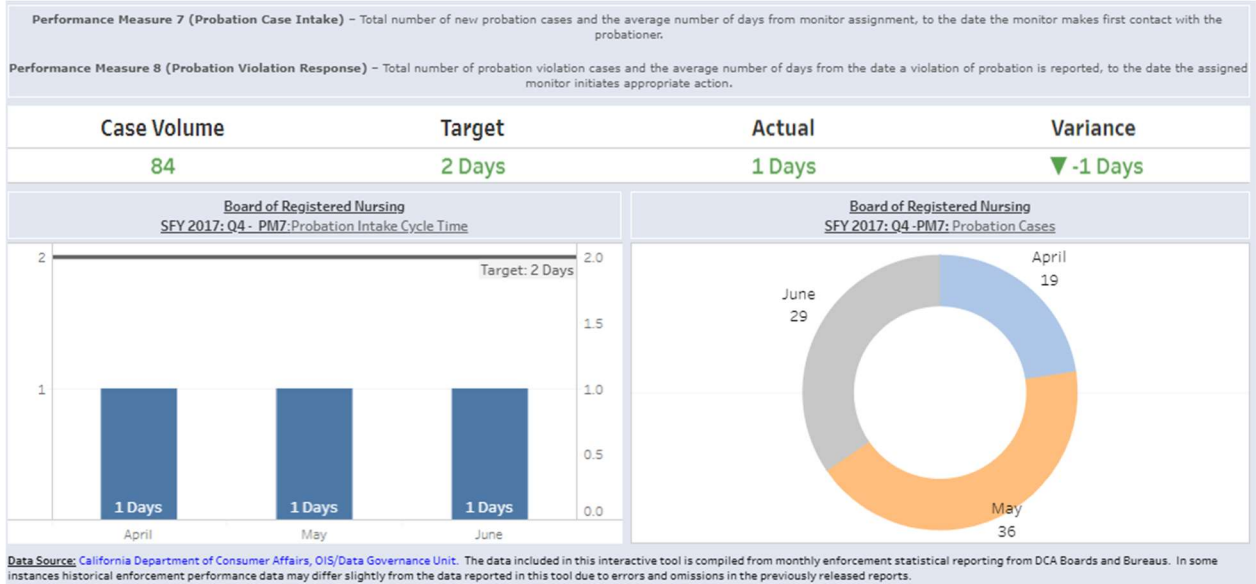 Performance Measure 7 (Probation Case Intake) – Total number of new probation cases and the average number of days from monitor assignment, to the date the monitor makes first contact with the
probationer.
Performance Measure 8 (Probation Violation Response) – Total number of probation violation cases and the average number of days from the date a violation of probation is reported, to the date the assigned
monitor initiates appropriate action.
Case Volume Target Actual Variance
84 2 Days 1 Days ▼ -1 Days
Board of Registered Nursing
SFY 2017: Q4 - PM7:Probation Intake Cycle Time
2 2.0
Target: 2 Days
1.5
1 1.0
0.5
1 Days 1 Days 1 Days
0.0
April May June
Board of Registered Nursing
SFY 2017: Q4 -PM7: Probation Cases
April
19
June
29
May
36
Data Source: California Department of Consumer Affairs, OIS/Data Governance Unit. The data included in this interactive tool is compiled from monthly enforcement statistical reporting from DCA Boards and Bureaus. In some
instances historical enforcement performance data may differ slightly from the data reported in this tool due to errors and omissions in the previously released reports.